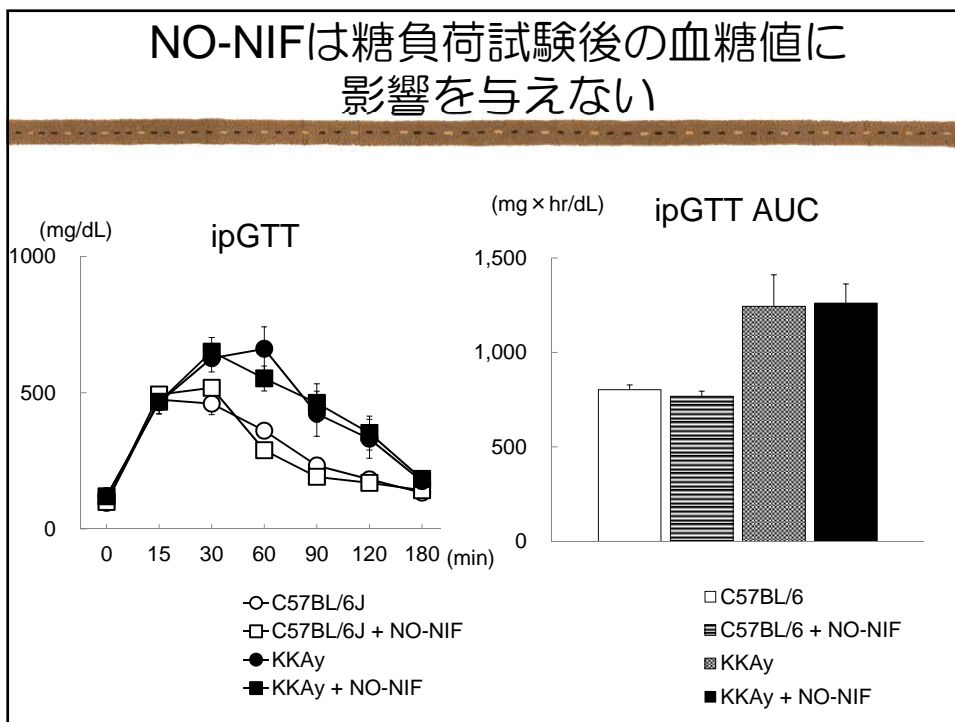 NO-NIFは糖負荷試験後の血糖値に
影響を与えない
(mg/dL)
ipGTT
1000
500
0
0 15 30 60 90 120 180 (min)
C57BL/6J
C57BL/6J + NO-NIF
KKAy
KKAy + NO-NIF
(mg×hr/dL)
ipGTT AUC
1,500
1,000
500
0
C57BL/6
C57BL/6 + NO-NIF
KKAy
KKAy + NO-NIF